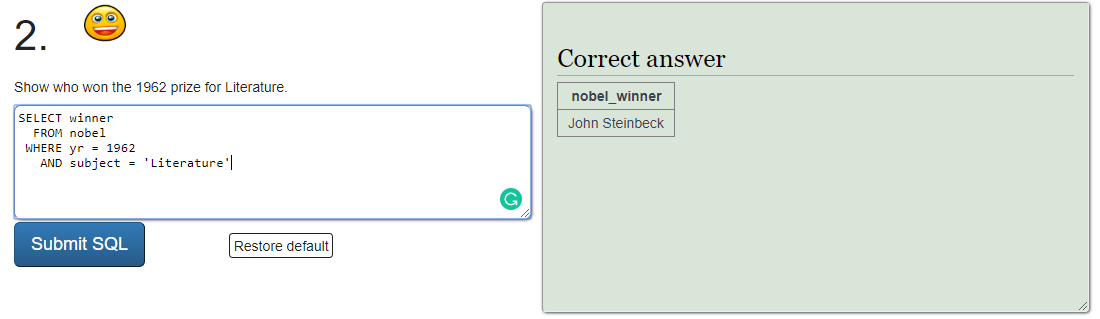 2.
Show who won the 1962 prize for Literature.
SELECT winner
  FROM nobel
 WHERE yr = 1962
   AND subject = 'Literature'
Submit SQL
Restore default
Correct answer
nobel_winner
John Steinbeck